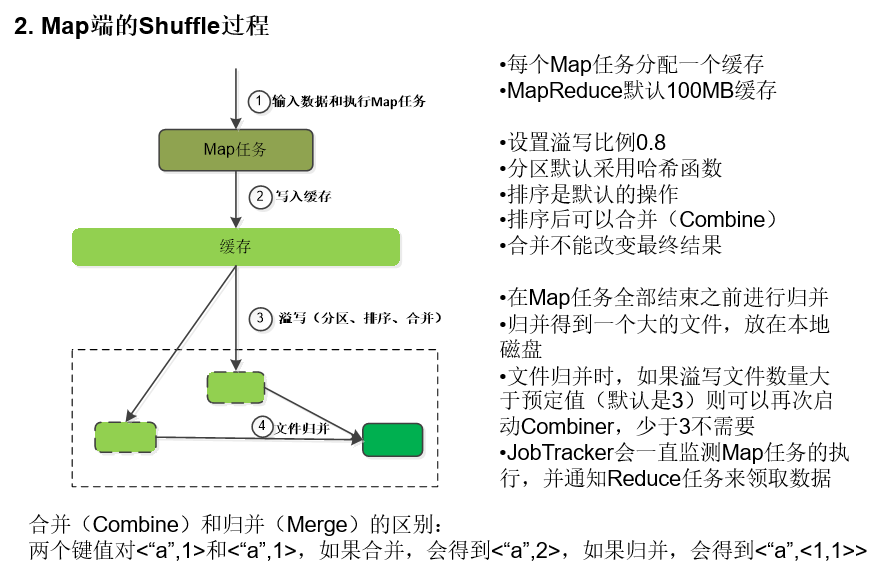 2. Map端的Shuffle过程
1 输入数据和执行Map任务
Map任务
2 写入缓存
缓存
3 溢写（分区、排序、合并）
4 文件归并
•每个Map任务分配一个缓存
•MapReduce默认100MB缓存
•设置溢写比例0.8
•分区默认采用哈希函数
•排序是默认的操作
•排序后可以合并（Combine）
•合并不能改变最终结果
•在Map任务全部结束之前进行归并
•归并得到一个大的文件，放在本地
磁盘
•文件归并时，如果溢写文件数量大
于预定值（默认是3）则可以再次启
动Combiner，少于3不需要
•JobTracker会一直监测Map任务的执
行，并通知Reduce任务来领取数据
合并（Combine）和归并（Merge）的区别：
两个键值对<“a”,1>和<“a”,1>，如果合并，会得到<“a”,2>，如果归并，会得到<“a”,<1,1>>